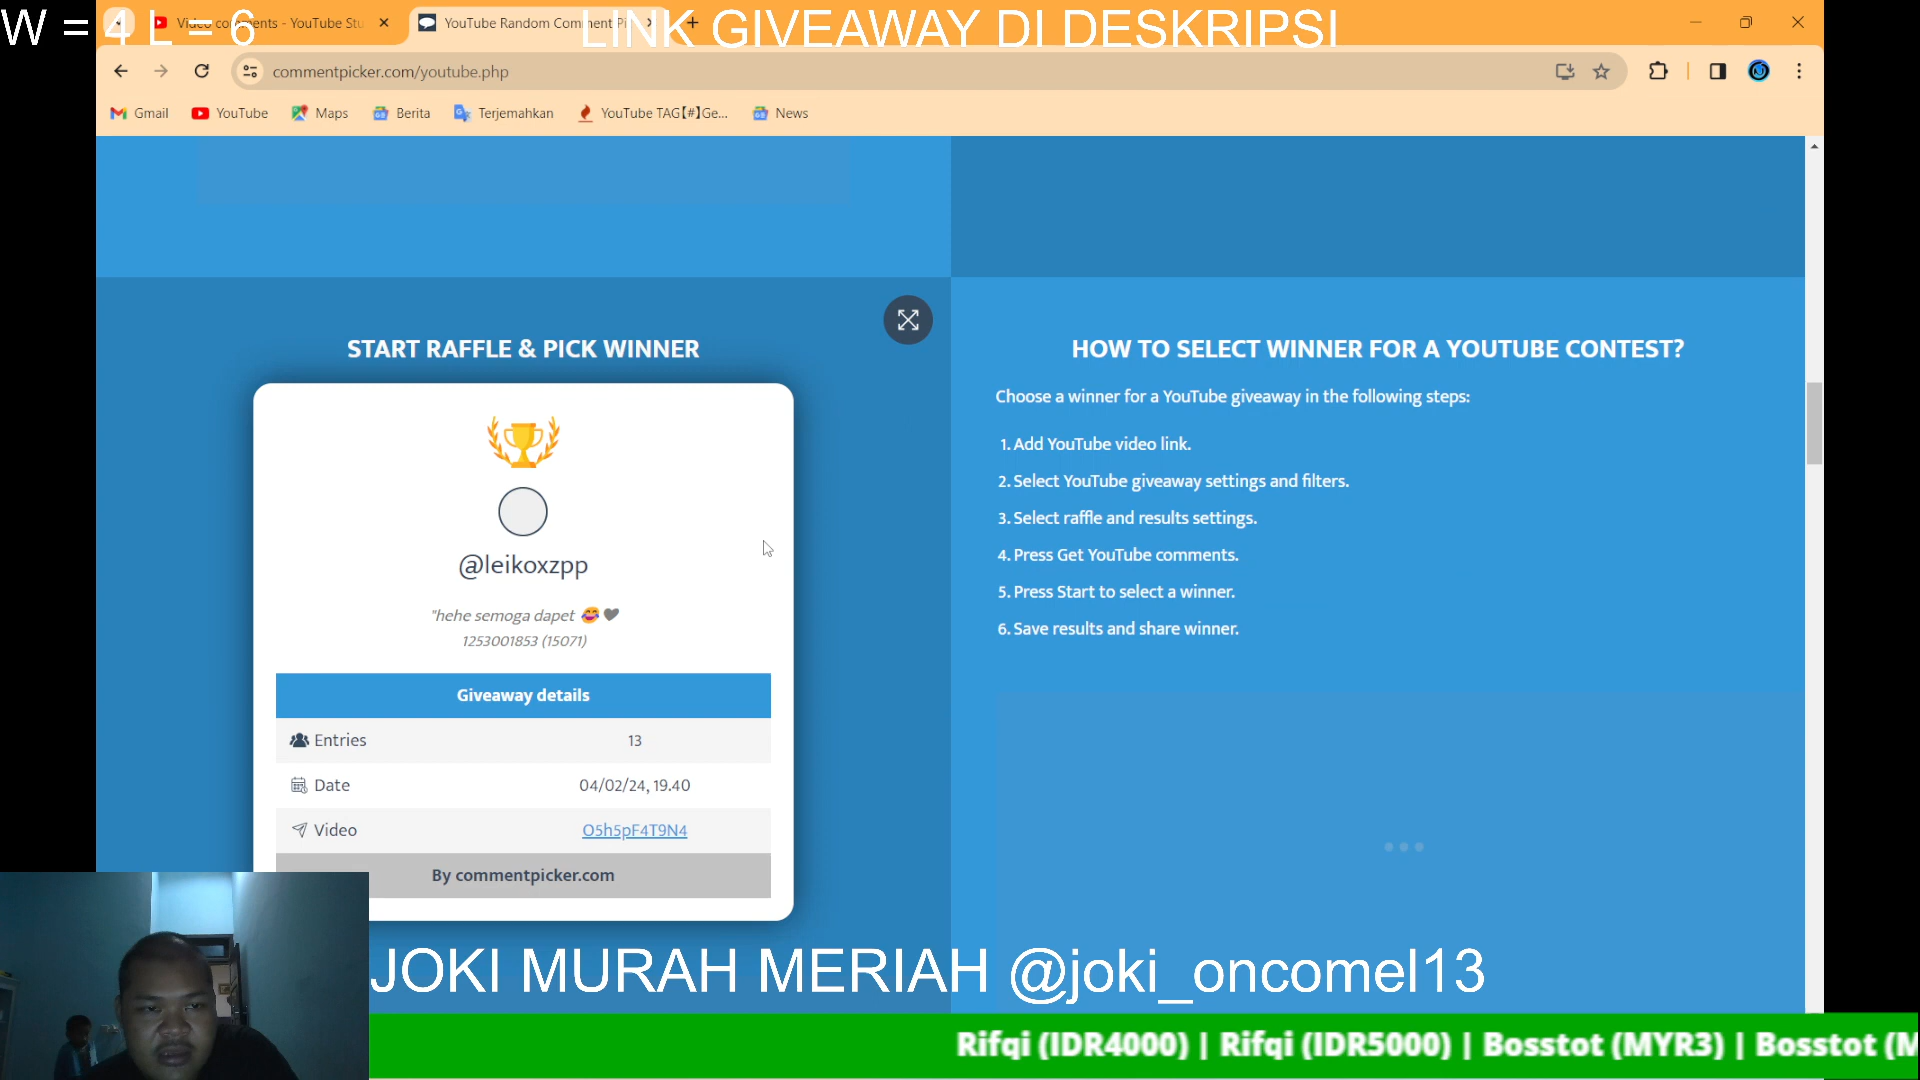 W = 4 L = 6
LINK GIVEAWAY DI DESKRIPSI
Video comments - YouTube Stu
YouTube Random Comment Pi
commentpicker.com/youtube.php
Gmail
YouTube
Maps
Berita
Terjemahkan
YouTube TAG【#】Ge...
News
START RAFFLE & PICK WINNER
@leikoxzpp
"hehe semoga dapet 😂🖤
1253001853 (15071)
Giveaway details
Entries 13
Date 04/02/24, 19.40
Video O5h5pF4T9N4
By commentpicker.com
HOW TO SELECT WINNER FOR A YOUTUBE CONTEST?
Choose a winner for a YouTube giveaway in the following steps:
1. Add YouTube video link.
2. Select YouTube giveaway settings and filters.
3. Select raffle and results settings.
4. Press Get YouTube comments.
5. Press Start to select a winner.
6. Save results and share winner.
JOKI MURAH MERIAH @joki_oncomel13
Rifqi (IDR4000) | Rifqi (IDR5000) | Bosstot (MYR3) | Bosstot (M